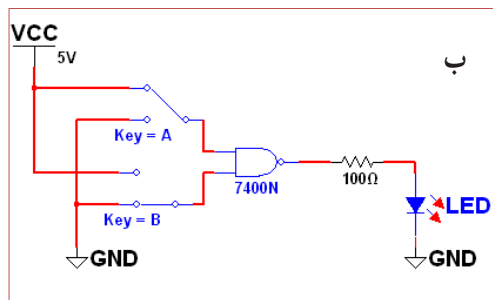 VCC
5V
ب
Key = A
7400N
100Ω
LED
Key = B
GND
GND